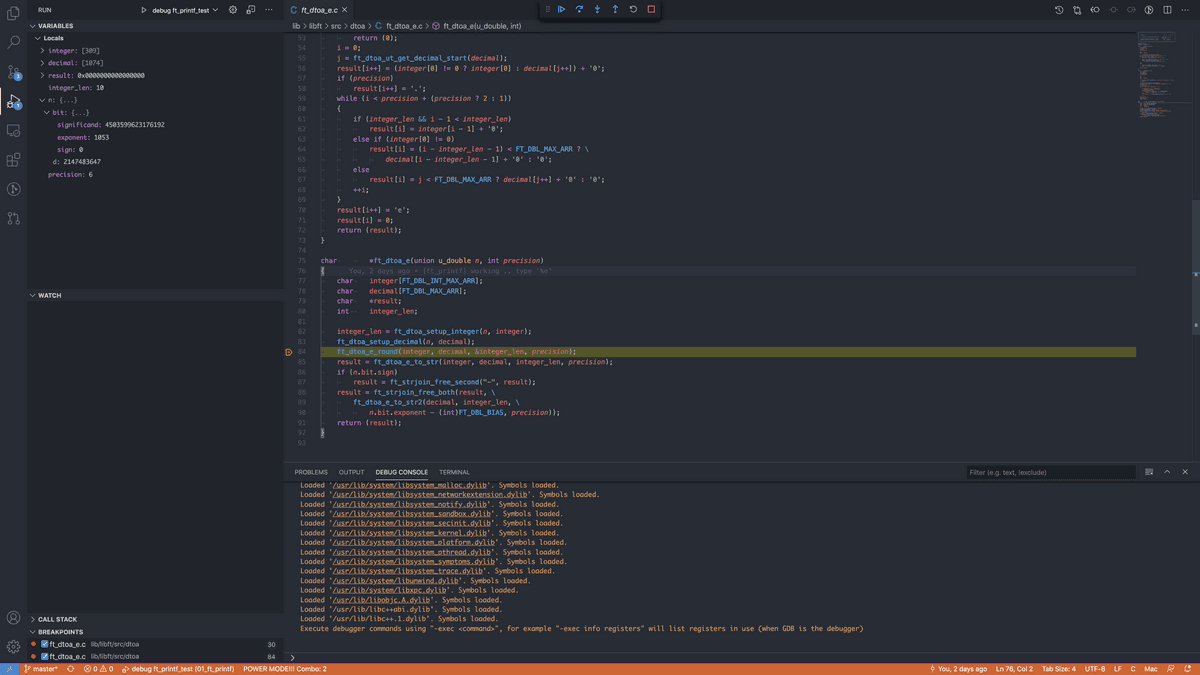 RUN
debug ft_printf_test
VARIABLES
Locals
integer: [309]
decimal: [1074]
result: 0x0000000000000000
integer_len: 10
n: {...}
bit: {...}
significand: 4503599623176192
exponent: 1053
sign: 0
d: 2147483647
precision: 6
WATCH
CALL STACK
BREAKPOINTS
ft_dtoa_e.c lib/libft/src/dtoa 30
ft_dtoa_e.c lib/libft/src/dtoa 84
C ft_dtoa_e.c
lib > libft > src > dtoa > C ft_dtoa_e.c > ft_dtoa_e(u_double, int)
53 return (0);
54 i = 0;
55 j = ft_dtoa_ut_get_decimal_start(decimal);
56 result[i++] = (integer[0] != 0 ? integer[0] : decimal[j++]) + '0';
57 if (precision)
58 result[i++] = '.';
59 while (i < precision + (precision ? 2 : 1))
60 {
61 if (integer_len && i - 1 < integer_len)
62 result[i] = integer[i - 1] + '0';
63 else if (integer[0] != 0)
64 result[i] = (i - integer_len - 1) < FT_DBL_MAX_ARR ? \
65 decimal[i - integer_len - 1] + '0' : '0';
66 else
67 result[i] = j < FT_DBL_MAX_ARR ? decimal[j++] + '0' : '0';
68 ++i;
69 }
70 result[i++] = 'e';
71 result[i] = 0;
72 return (result);
73 }
74
75 char *ft_dtoa_e(union u_double n, int precision)
76 { You, 2 days ago • [ft_printf] working .. type '%e'
77 char integer[FT_DBL_INT_MAX_ARR];
78 char decimal[FT_DBL_MAX_ARR];
79 char *result;
80 int integer_len;
81
82 integer_len = ft_dtoa_setup_integer(n, integer);
83 ft_dtoa_setup_decimal(n, decimal);
84 ft_dtoa_e_round(integer, decimal, &integer_len, precision);
85 result = ft_dtoa_e_to_str(integer, decimal, integer_len, precision);
86 if (n.bit.sign)
87 result = ft_strjoin_free_second("-", result);
88 result = ft_strjoin_free_both(result, \
89 ft_dtoa_e_to_str2(decimal, integer_len, \
90 n.bit.exponent - (int)FT_DBL_BIAS, precision));
91 return (result);
92 }
93
PROBLEMS OUTPUT DEBUG CONSOLE TERMINAL Filter (e.g. text, !exclude)
Loaded '/usr/lib/system/libsystem_malloc.dylib'. Symbols loaded.
Loaded '/usr/lib/system/libsystem_networkextension.dylib'. Symbols loaded.
Loaded '/usr/lib/system/libsystem_notify.dylib'. Symbols loaded.
Loaded '/usr/lib/system/libsystem_sandbox.dylib'. Symbols loaded.
Loaded '/usr/lib/system/libsystem_secinit.dylib'. Symbols loaded.
Loaded '/usr/lib/system/libsystem_kernel.dylib'. Symbols loaded.
Loaded '/usr/lib/system/libsystem_platform.dylib'. Symbols loaded.
Loaded '/usr/lib/system/libsystem_pthread.dylib'. Symbols loaded.
Loaded '/usr/lib/system/libsystem_symptoms.dylib'. Symbols loaded.
Loaded '/usr/lib/system/libsystem_trace.dylib'. Symbols loaded.
Loaded '/usr/lib/system/libunwind.dylib'. Symbols loaded.
Loaded '/usr/lib/system/libxpc.dylib'. Symbols loaded.
Loaded '/usr/lib/libobjc.A.dylib'. Symbols loaded.
Loaded '/usr/lib/libc++abi.dylib'. Symbols loaded.
Loaded '/usr/lib/libc++.1.dylib'. Symbols loaded.
Execute debugger commands using "-exec <command>", for example "-exec info registers" will list registers in use (when GDB is the debugger)
master* 0 0 debug ft_printf_test (01_ft_printf) POWER MODE!!! Combo: 2 You, 2 days ago Ln 76, Col 2 Tab Size: 4 UTF-8 LF C Mac